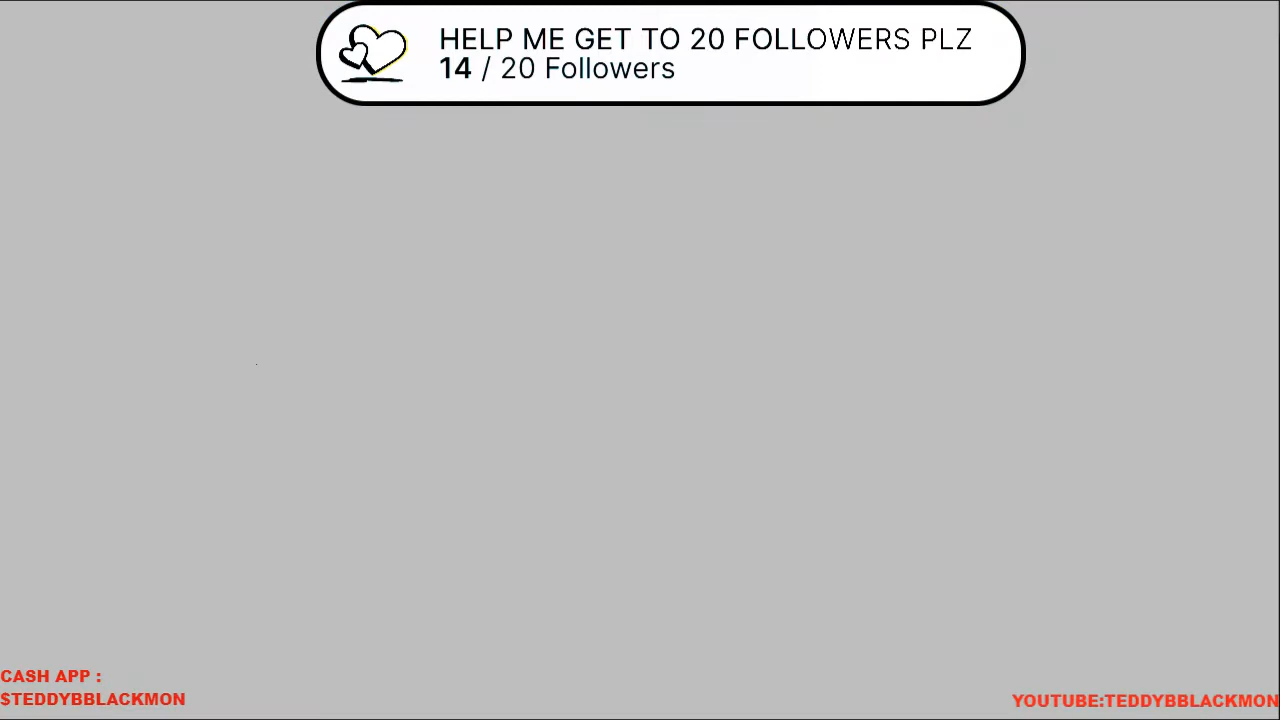 HELP ME GET TO 20 FOLLOWERS PLZ
14 / 20 Followers
CASH APP :
$TEDDYBBLACKMON
YOUTUBE:TEDDYBBLACKMON